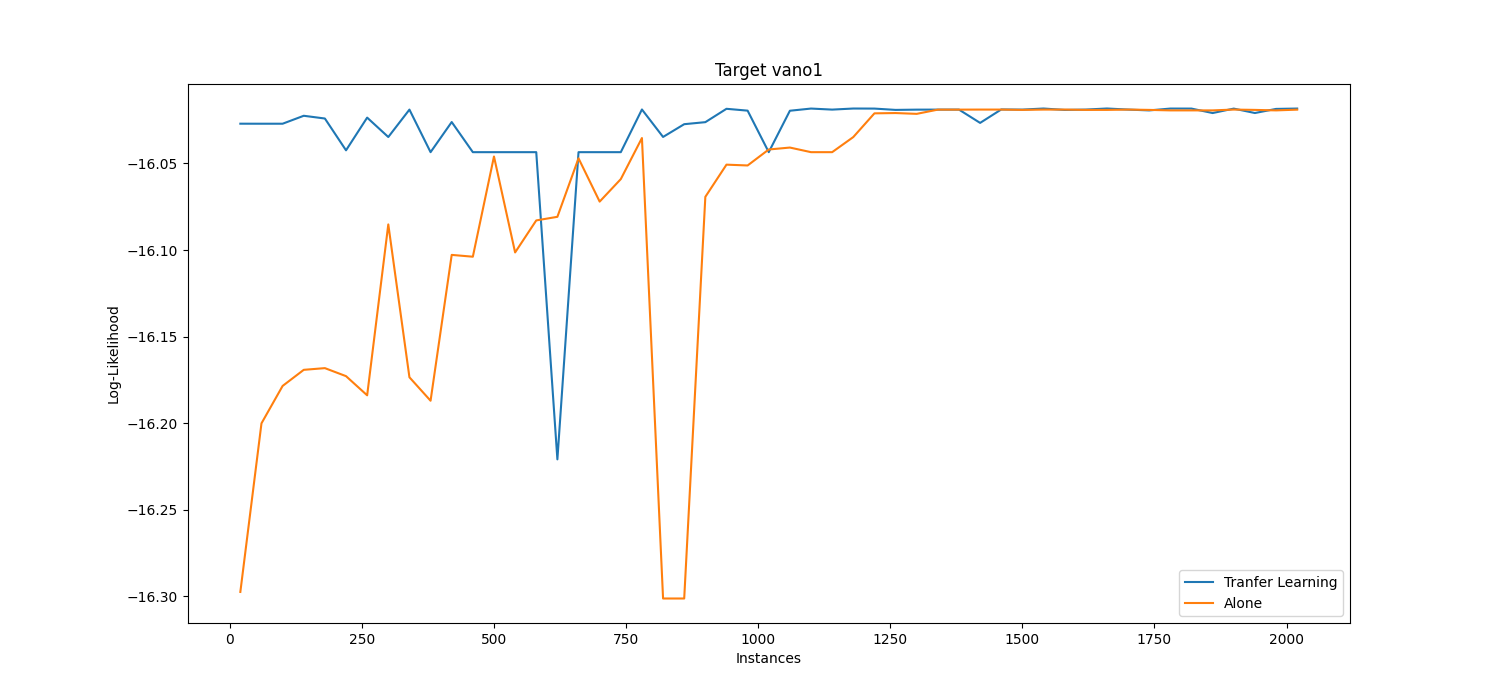 Target vano1
Log-Likelihood
−16.05
−16.10
−16.15
−16.20
−16.25
−16.30
0 250 500 750 1000 1250 1500 1750 2000
Instances
Tranfer Learning
Alone